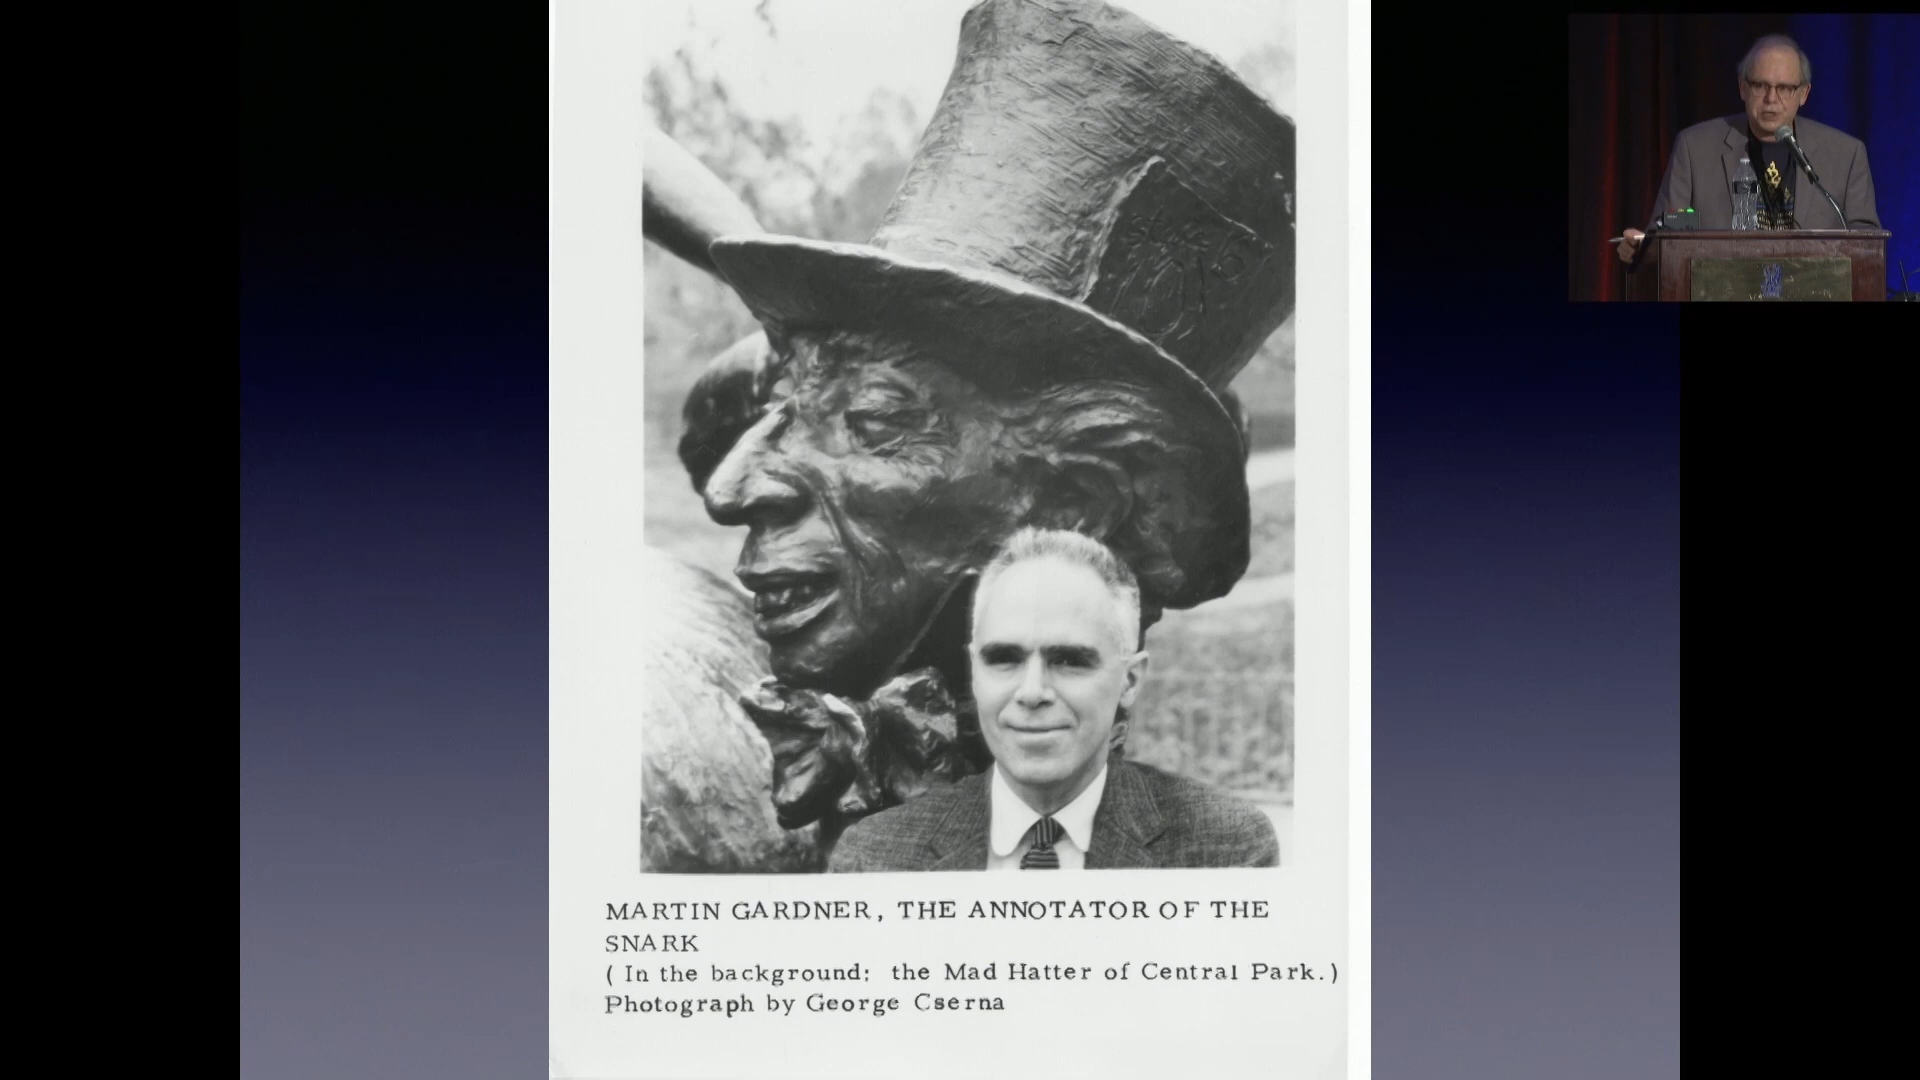 MARTIN GARDNER, THE ANNOTATOR OF THE
SNARK
(In the background: the Mad Hatter of Central Park.)
Photograph by George Cserna